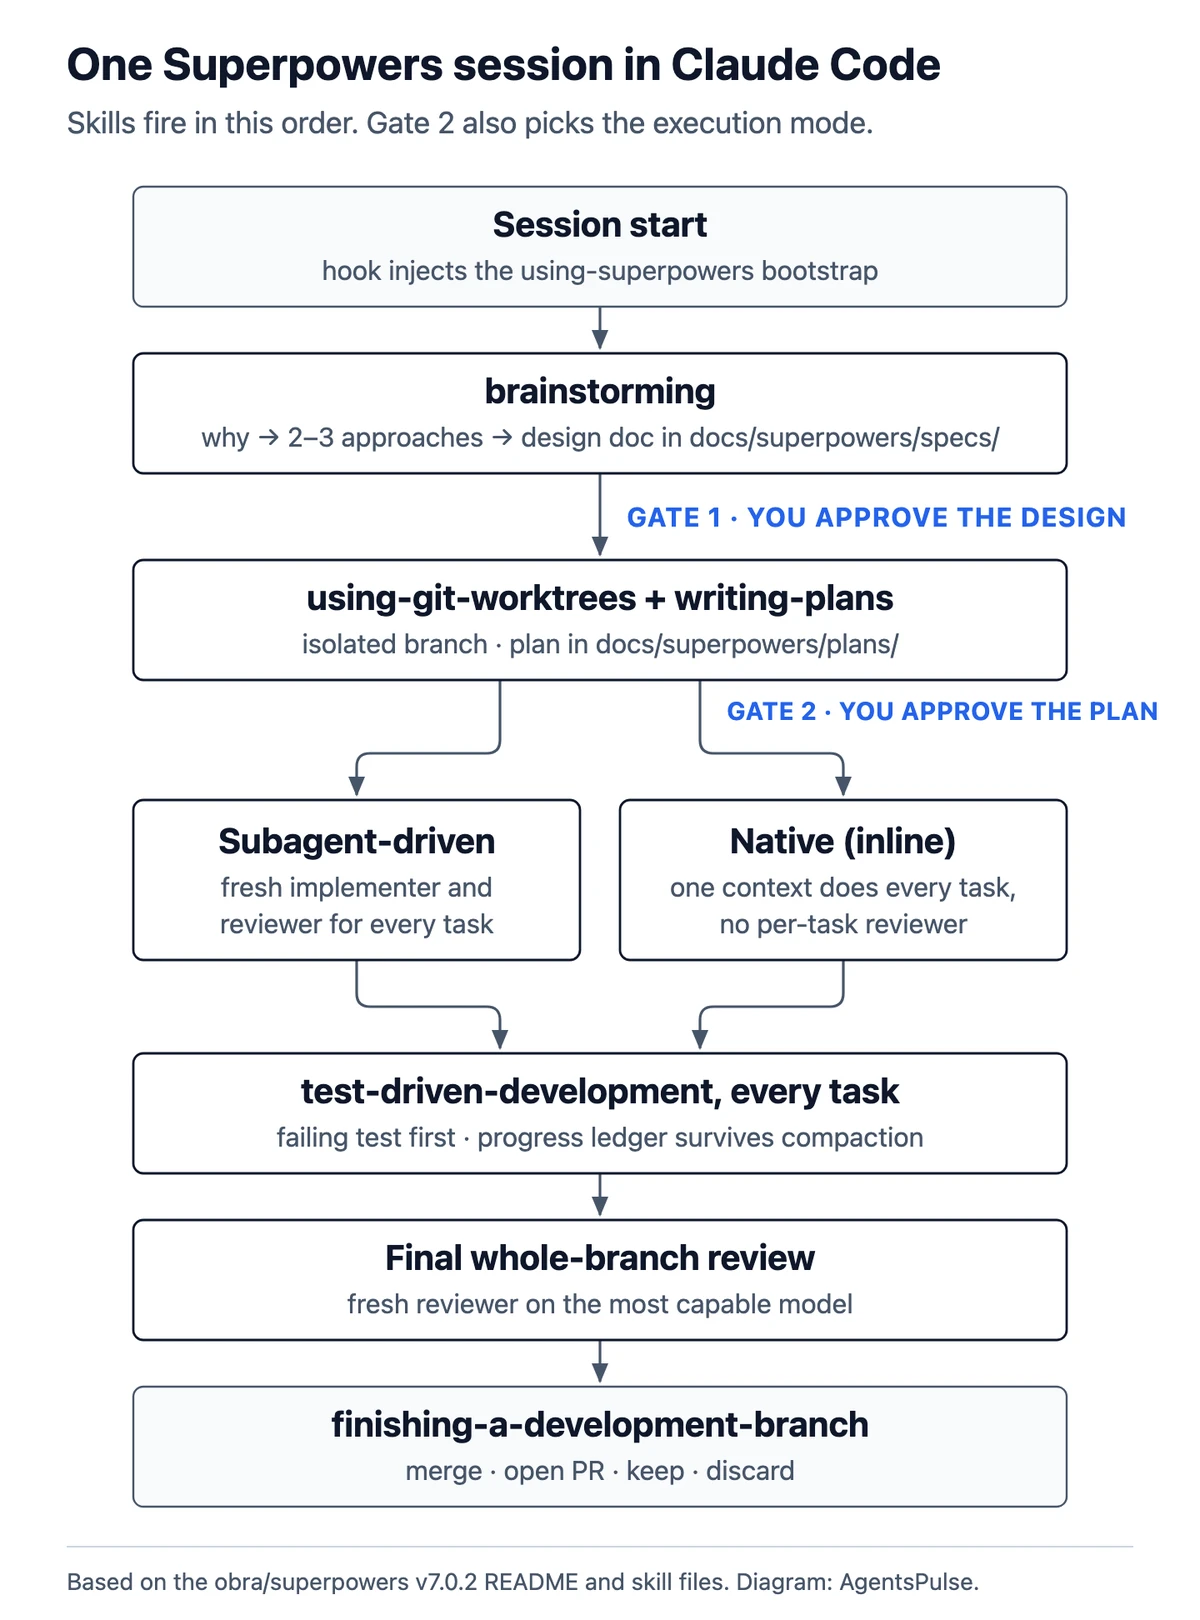 One Superpowers session in Claude Code
Skills fire in this order. Gate 2 also picks the execution mode.
Session start
hook injects the using-superpowers bootstrap
brainstorming
why → 2–3 approaches → design doc in docs/superpowers/specs/
GATE 1 · YOU APPROVE THE DESIGN
using-git-worktrees + writing-plans
isolated branch · plan in docs/superpowers/plans/
GATE 2 · YOU APPROVE THE PLAN
Subagent-driven
fresh implementer and
reviewer for every task
Native (inline)
one context does every task,
no per-task reviewer
test-driven-development, every task
failing test first · progress ledger survives compaction
Final whole-branch review
fresh reviewer on the most capable model
finishing-a-development-branch
merge · open PR · keep · discard
Based on the obra/superpowers v7.0.2 README and skill files. Diagram: AgentsPulse.